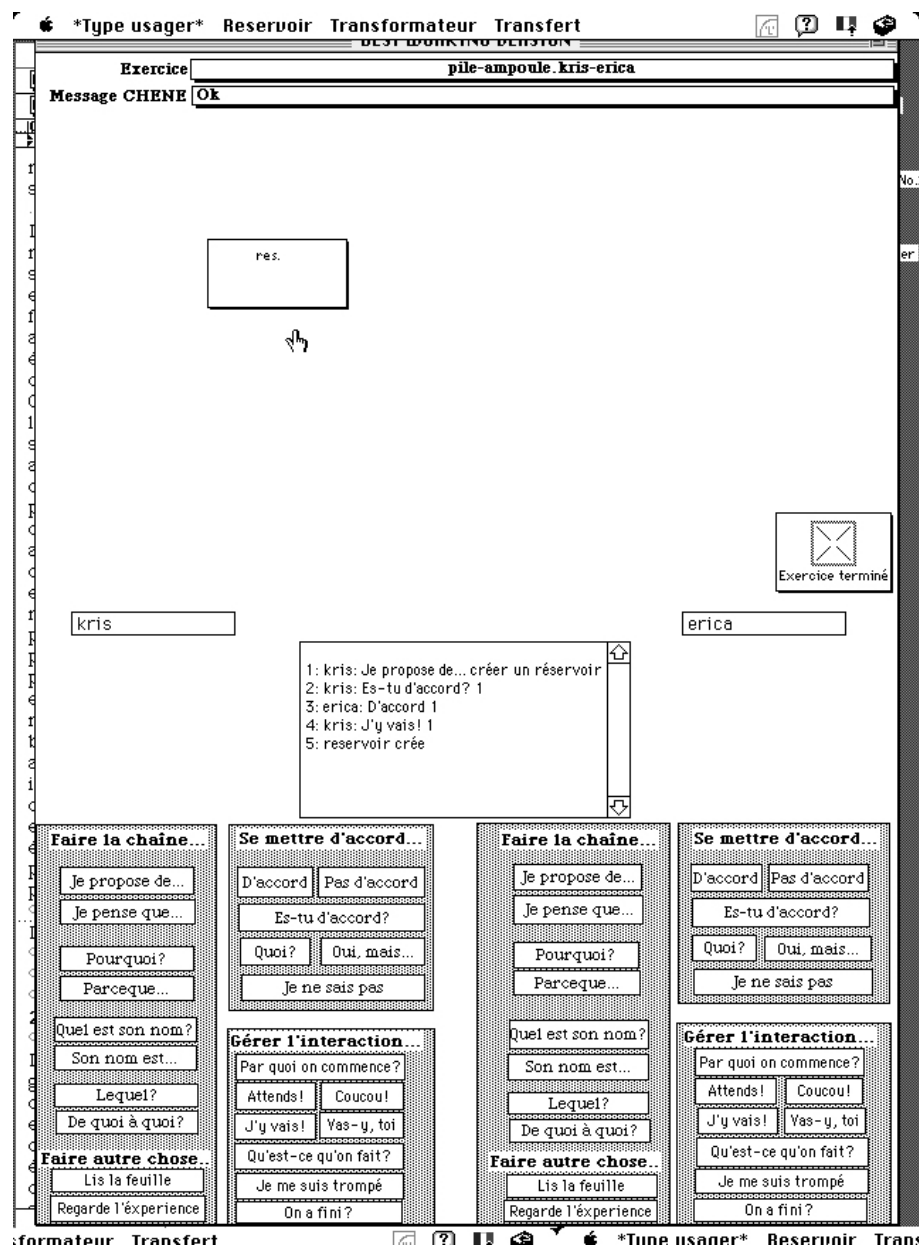 *Type usager* Reservoir Transformateur Transfert
BEST WORKING VERSION
Exercice pile-ampoule.kris-erica
Message CHENE Ok
No.
res.
er
Exercice terminé
kris
erica
1: kris: Je propose de... créer un réservoir
2: kris: Es-tu d'accord? 1
3: erica: D'accord 1
4: kris: J'y vais! 1
5: reservoir crée
Faire la chaîne...
Je propose de...
Je pense que...
Pourquoi?
Parceque...
Quel est son nom?
Son nom est...
Lequel?
De quoi à quoi?
Faire autre chose..
Lis la feuille
Regarde l'éxperience
Se mettre d'accord...
D'accord Pas d'accord
Es-tu d'accord?
Quoi? Oui, mais...
Je ne sais pas
Gérer l'interaction...
Par quoi on commence?
Attends! Coucou!
J'y vais! Vas-y, toi
Qu'est-ce qu'on fait?
Je me suis trompé
On a fini?
Faire la chaîne...
Je propose de...
Je pense que...
Pourquoi?
Parceque...
Quel est son nom?
Son nom est...
Lequel?
De quoi à quoi?
Faire autre chose..
Lis la feuille
Regarde l'éxperience
Se mettre d'accord...
D'accord Pas d'accord
Es-tu d'accord?
Quoi? Oui, mais...
Je ne sais pas
Gérer l'interaction...
Par quoi on commence?
Attends! Coucou!
J'y vais! Vas-y, toi
Qu'est-ce qu'on fait?
Je me suis trompé
On a fini?
sformateur Transfert *Type usager* Reservoir Trans